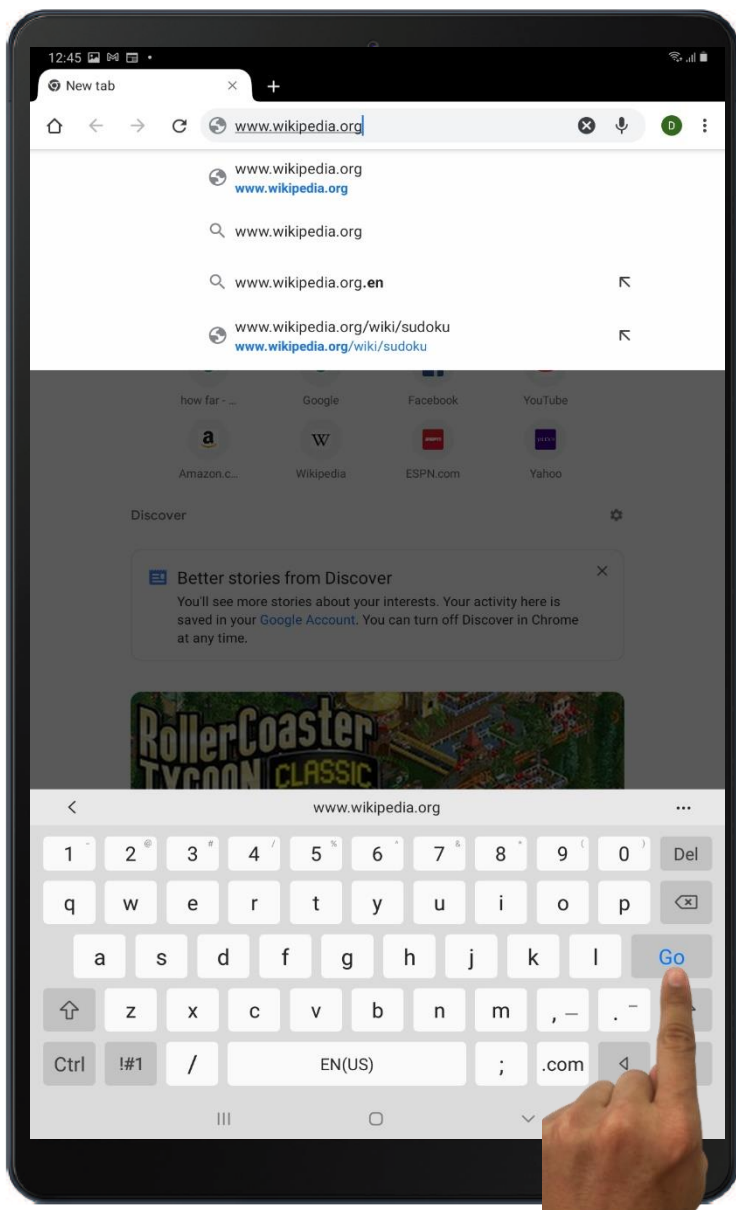 12:45
New tab
www.wikipedia.org
www.wikipedia.org
www.wikipedia.org
www.wikipedia.org
www.wikipedia.org.en
www.wikipedia.org/wiki/sudoku
www.wikipedia.org/wiki/sudoku
how far - ... Google Facebook YouTube
a W
Amazon.c... Wikipedia ESPN.com Yahoo
Discover
Better stories from Discover
You'll see more stories about your interests. Your activity here is
saved in your Google Account. You can turn off Discover in Chrome
at any time.
RollerCoaster
TYCOON CLASSIC
www.wikipedia.org ...
1 2 @ 3 # 4 / 5 % 6 ^ 7 & 8 * 9 ( 0 ) Del
q w e r t y u i o p
a s d f g h j k l Go
z x c v b n m , — . -
Ctrl !#1 / EN(US) ; .com